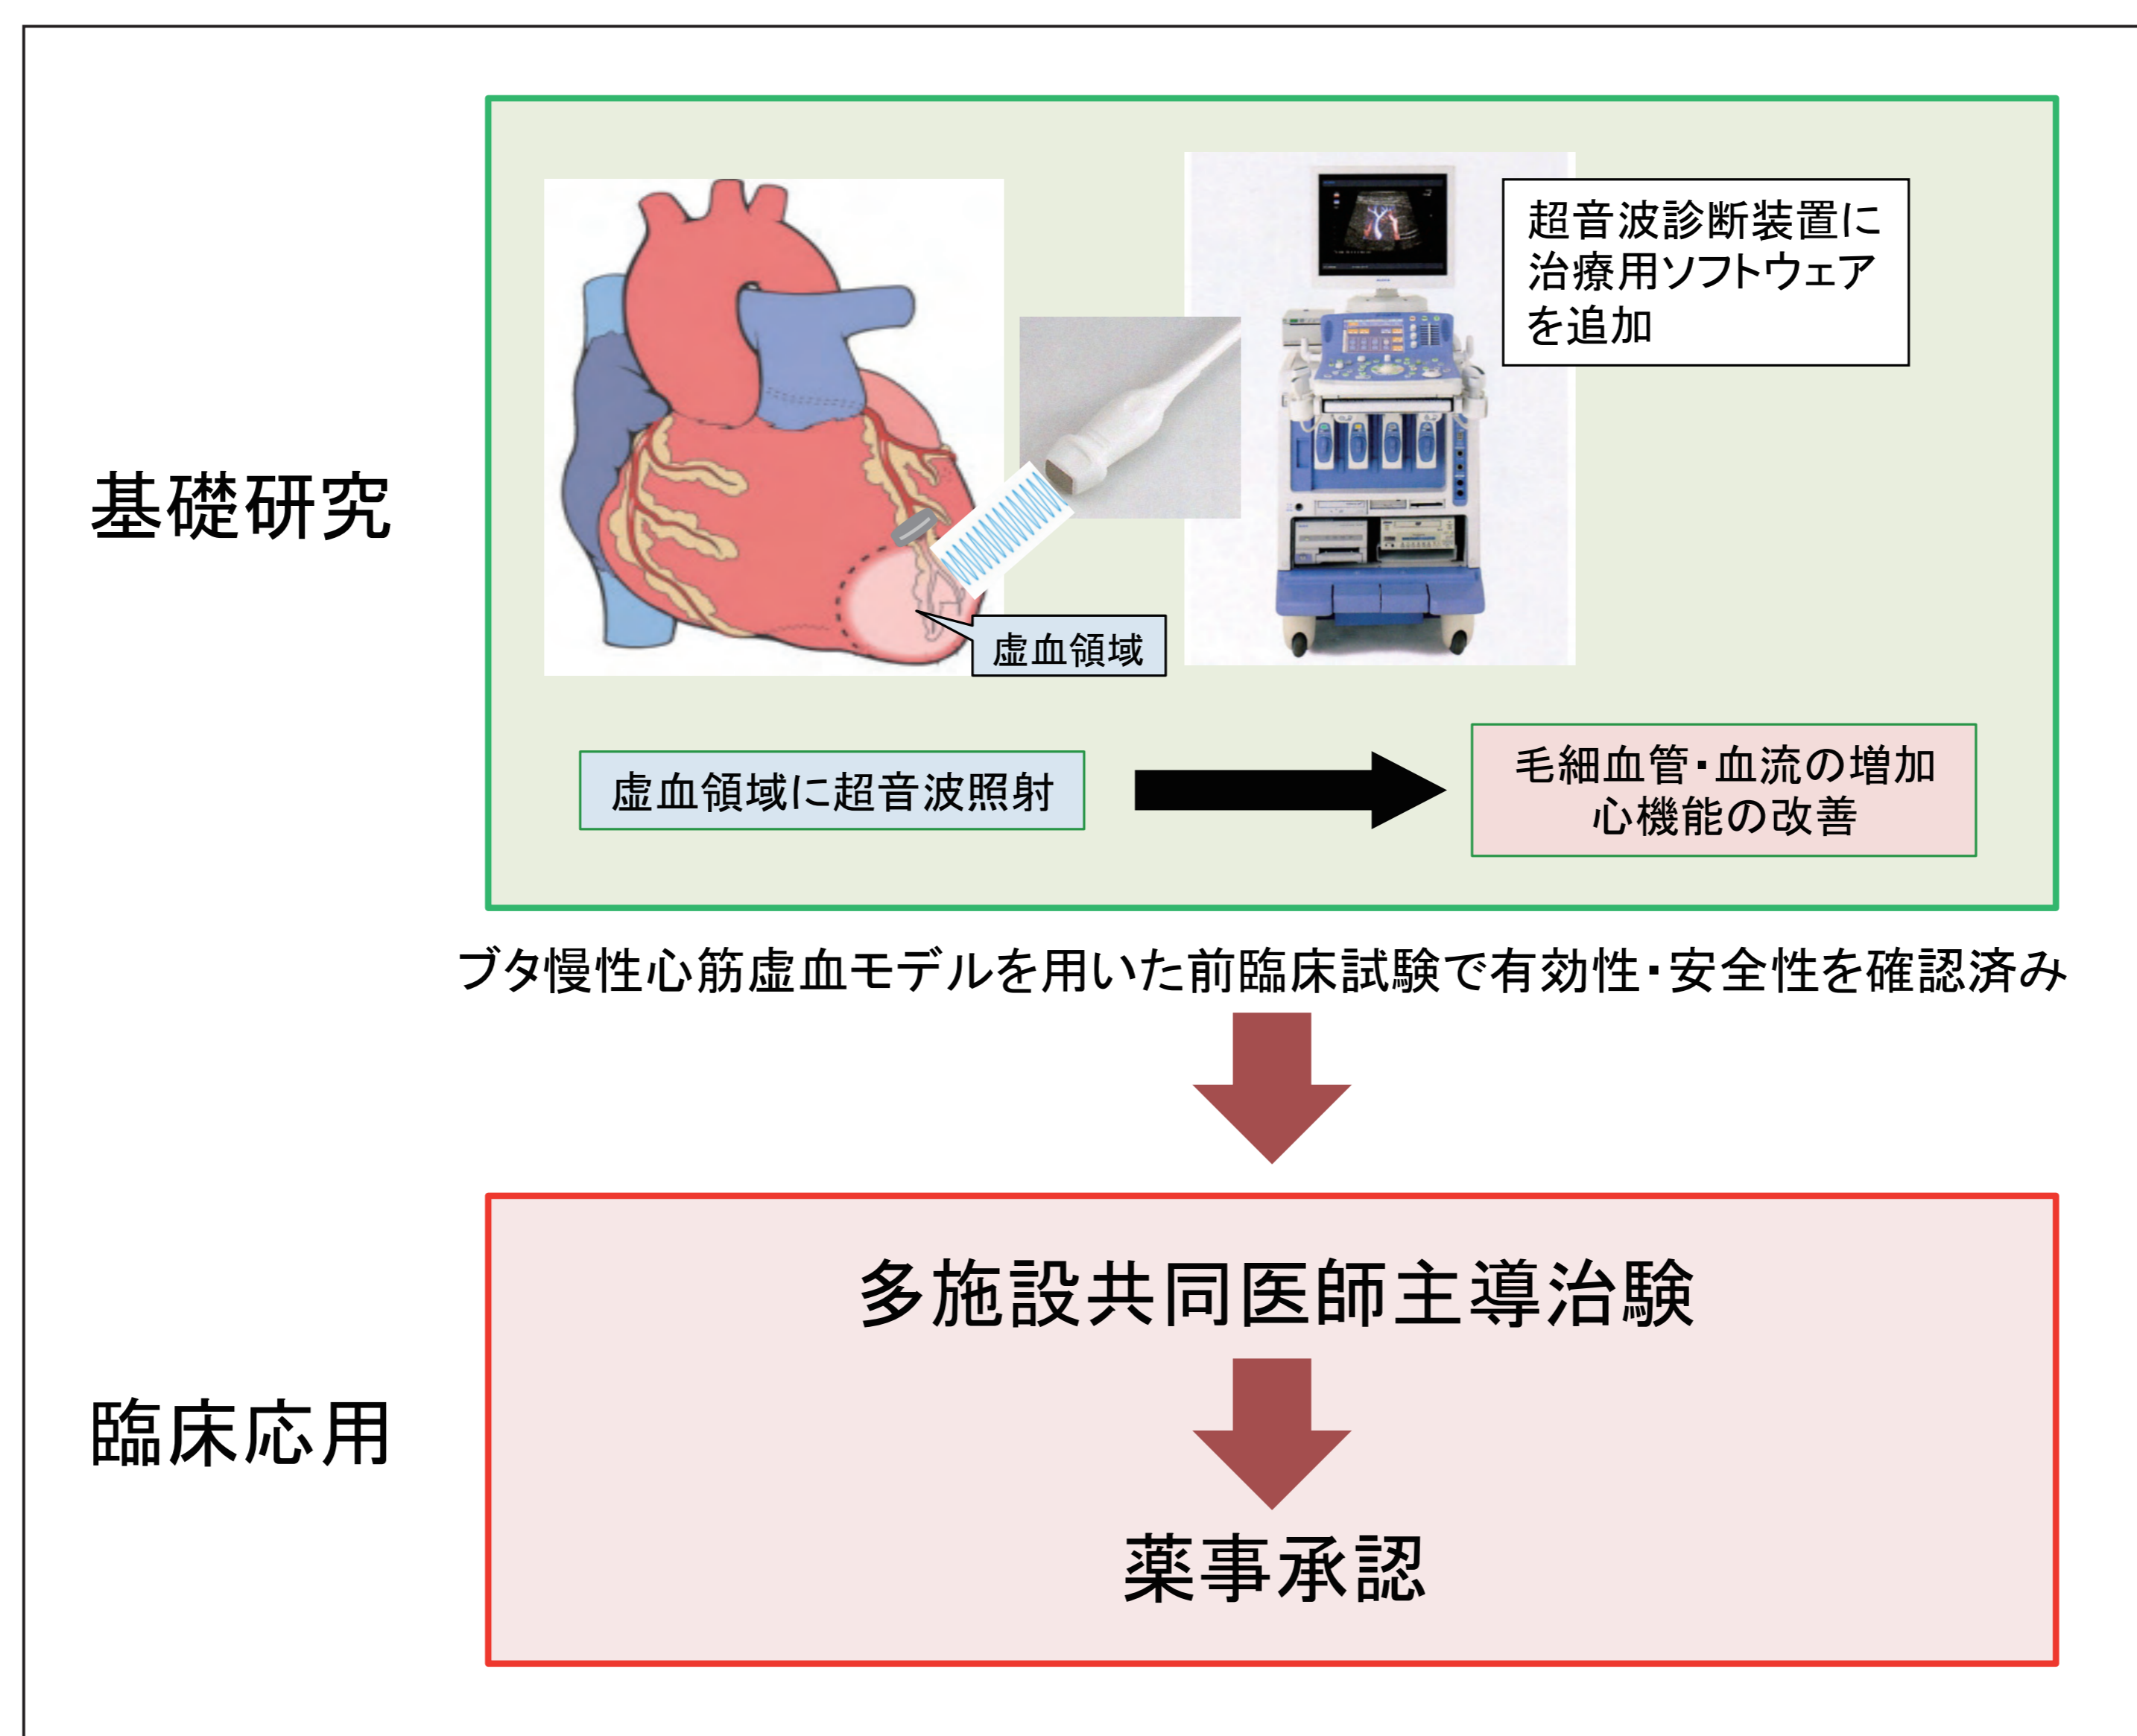 基礎研究
超音波診断装置に
治療用ソフトウェア
を追加
虚血領域
虚血領域に超音波照射
毛細血管・血流の増加
心機能の改善
ブタ慢性心筋虚血モデルを用いた前臨床試験で有効性・安全性を確認済み
臨床応用
多施設共同医師主導治験
薬事承認